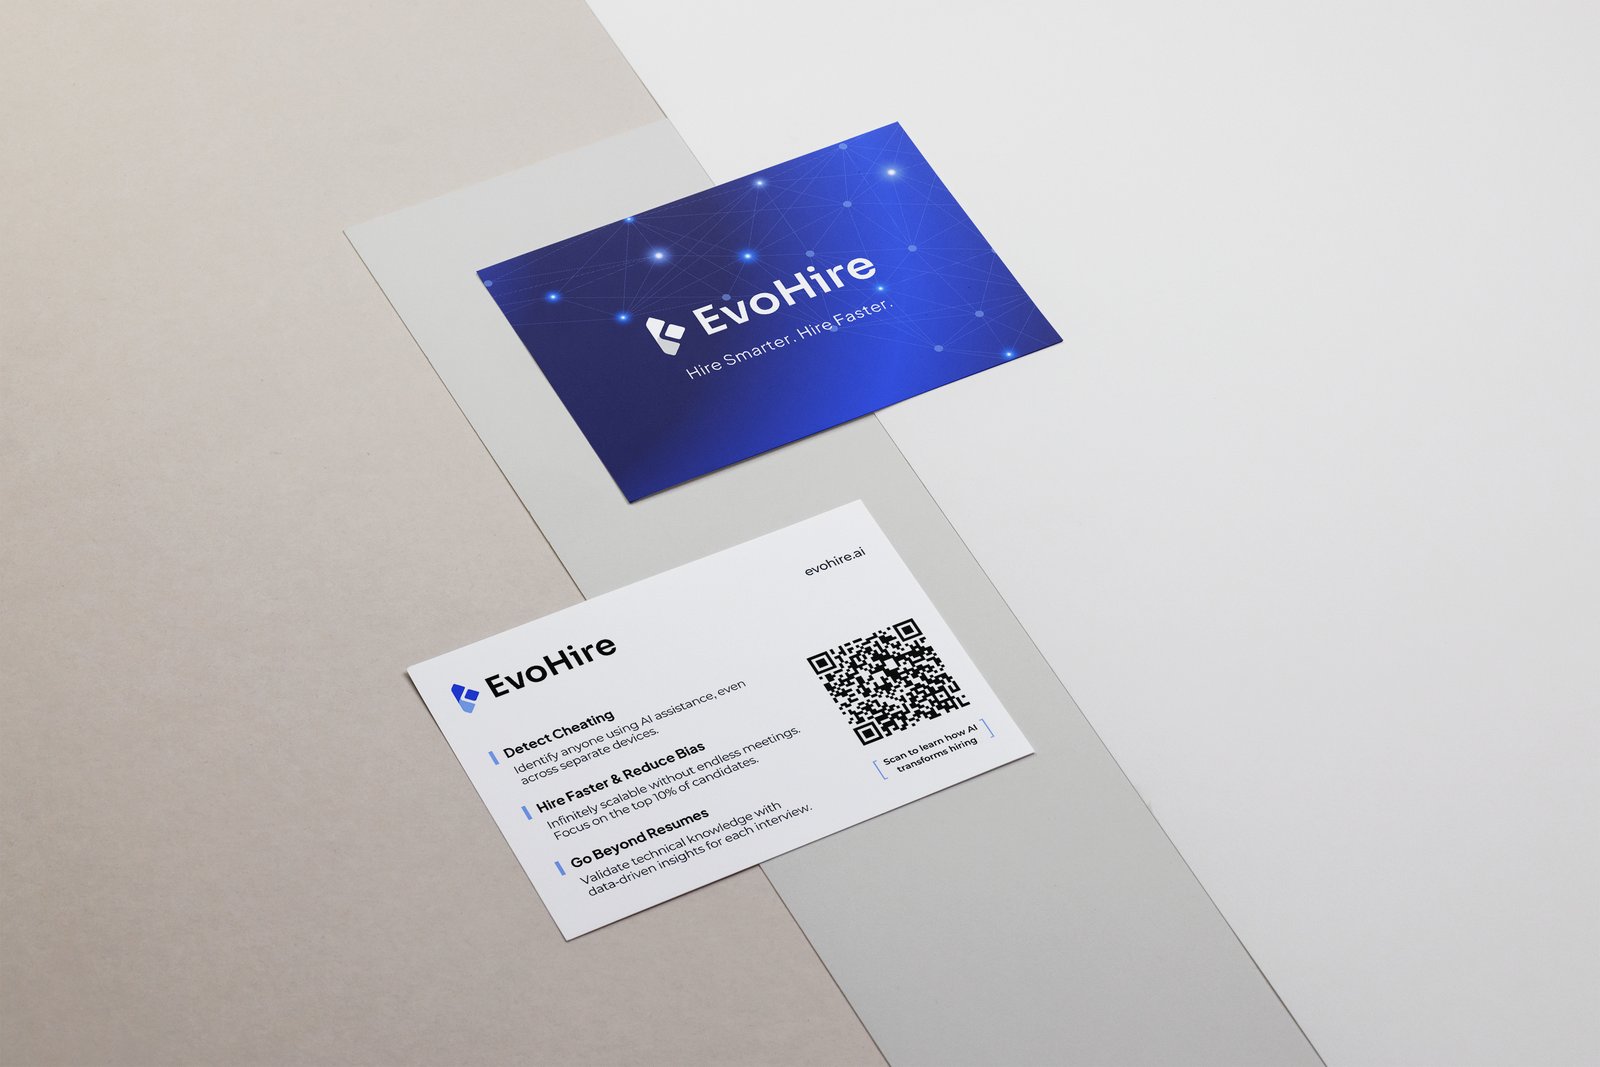 EvoHire
Hire Smarter. Hire Faster.
evohire.ai
EvoHire
Detect Cheating
Identify anyone using AI assistance, even
across separate devices.
Hire Faster & Reduce Bias
Infinitely scalable without endless meetings.
Focus on the top 10% of candidates.
Go Beyond Resumes
Validate technical knowledge with
data-driven insights for each interview.
Scan to learn how AI
transforms hiring